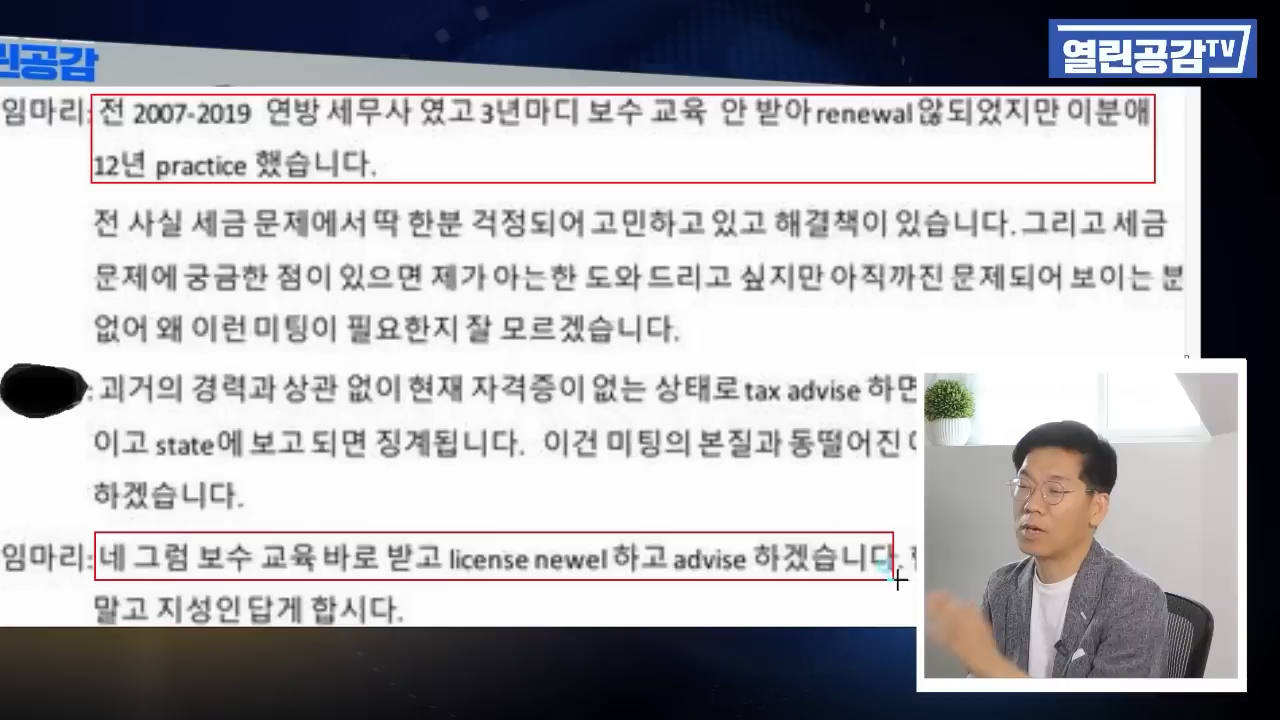 린공감
열린공감TV
임마리: 전 2007-2019 연방 세무사 였고 3년마디 보수 교육 안 받아 renewal 않되었지만 이분애
12년 practice 했습니다.
전 사실 세금 문제에서 딱 한분 걱정되어 고민하고 있고 해결책이 있습니다. 그리고 세금
문제에 궁금한 점이 있으면 제가 아는한 도와 드리고 싶지만 아직까진 문제되어 보이는 분
없어 왜 이런 미팅이 필요한지 잘 모르겠습니다.
: 괴거의 경력과 상관 없이 현재 자격증이 없는 상태로 tax advise 하면
이고 state에 보고 되면 징계됩니다. 이건 미팅의 본질과 동떨어진
하겠습니다.
임마리: 네 그럼 보수 교육 바로 받고 license newel 하고 advise 하겠습니다.
말고 지성인 답게 합시다.